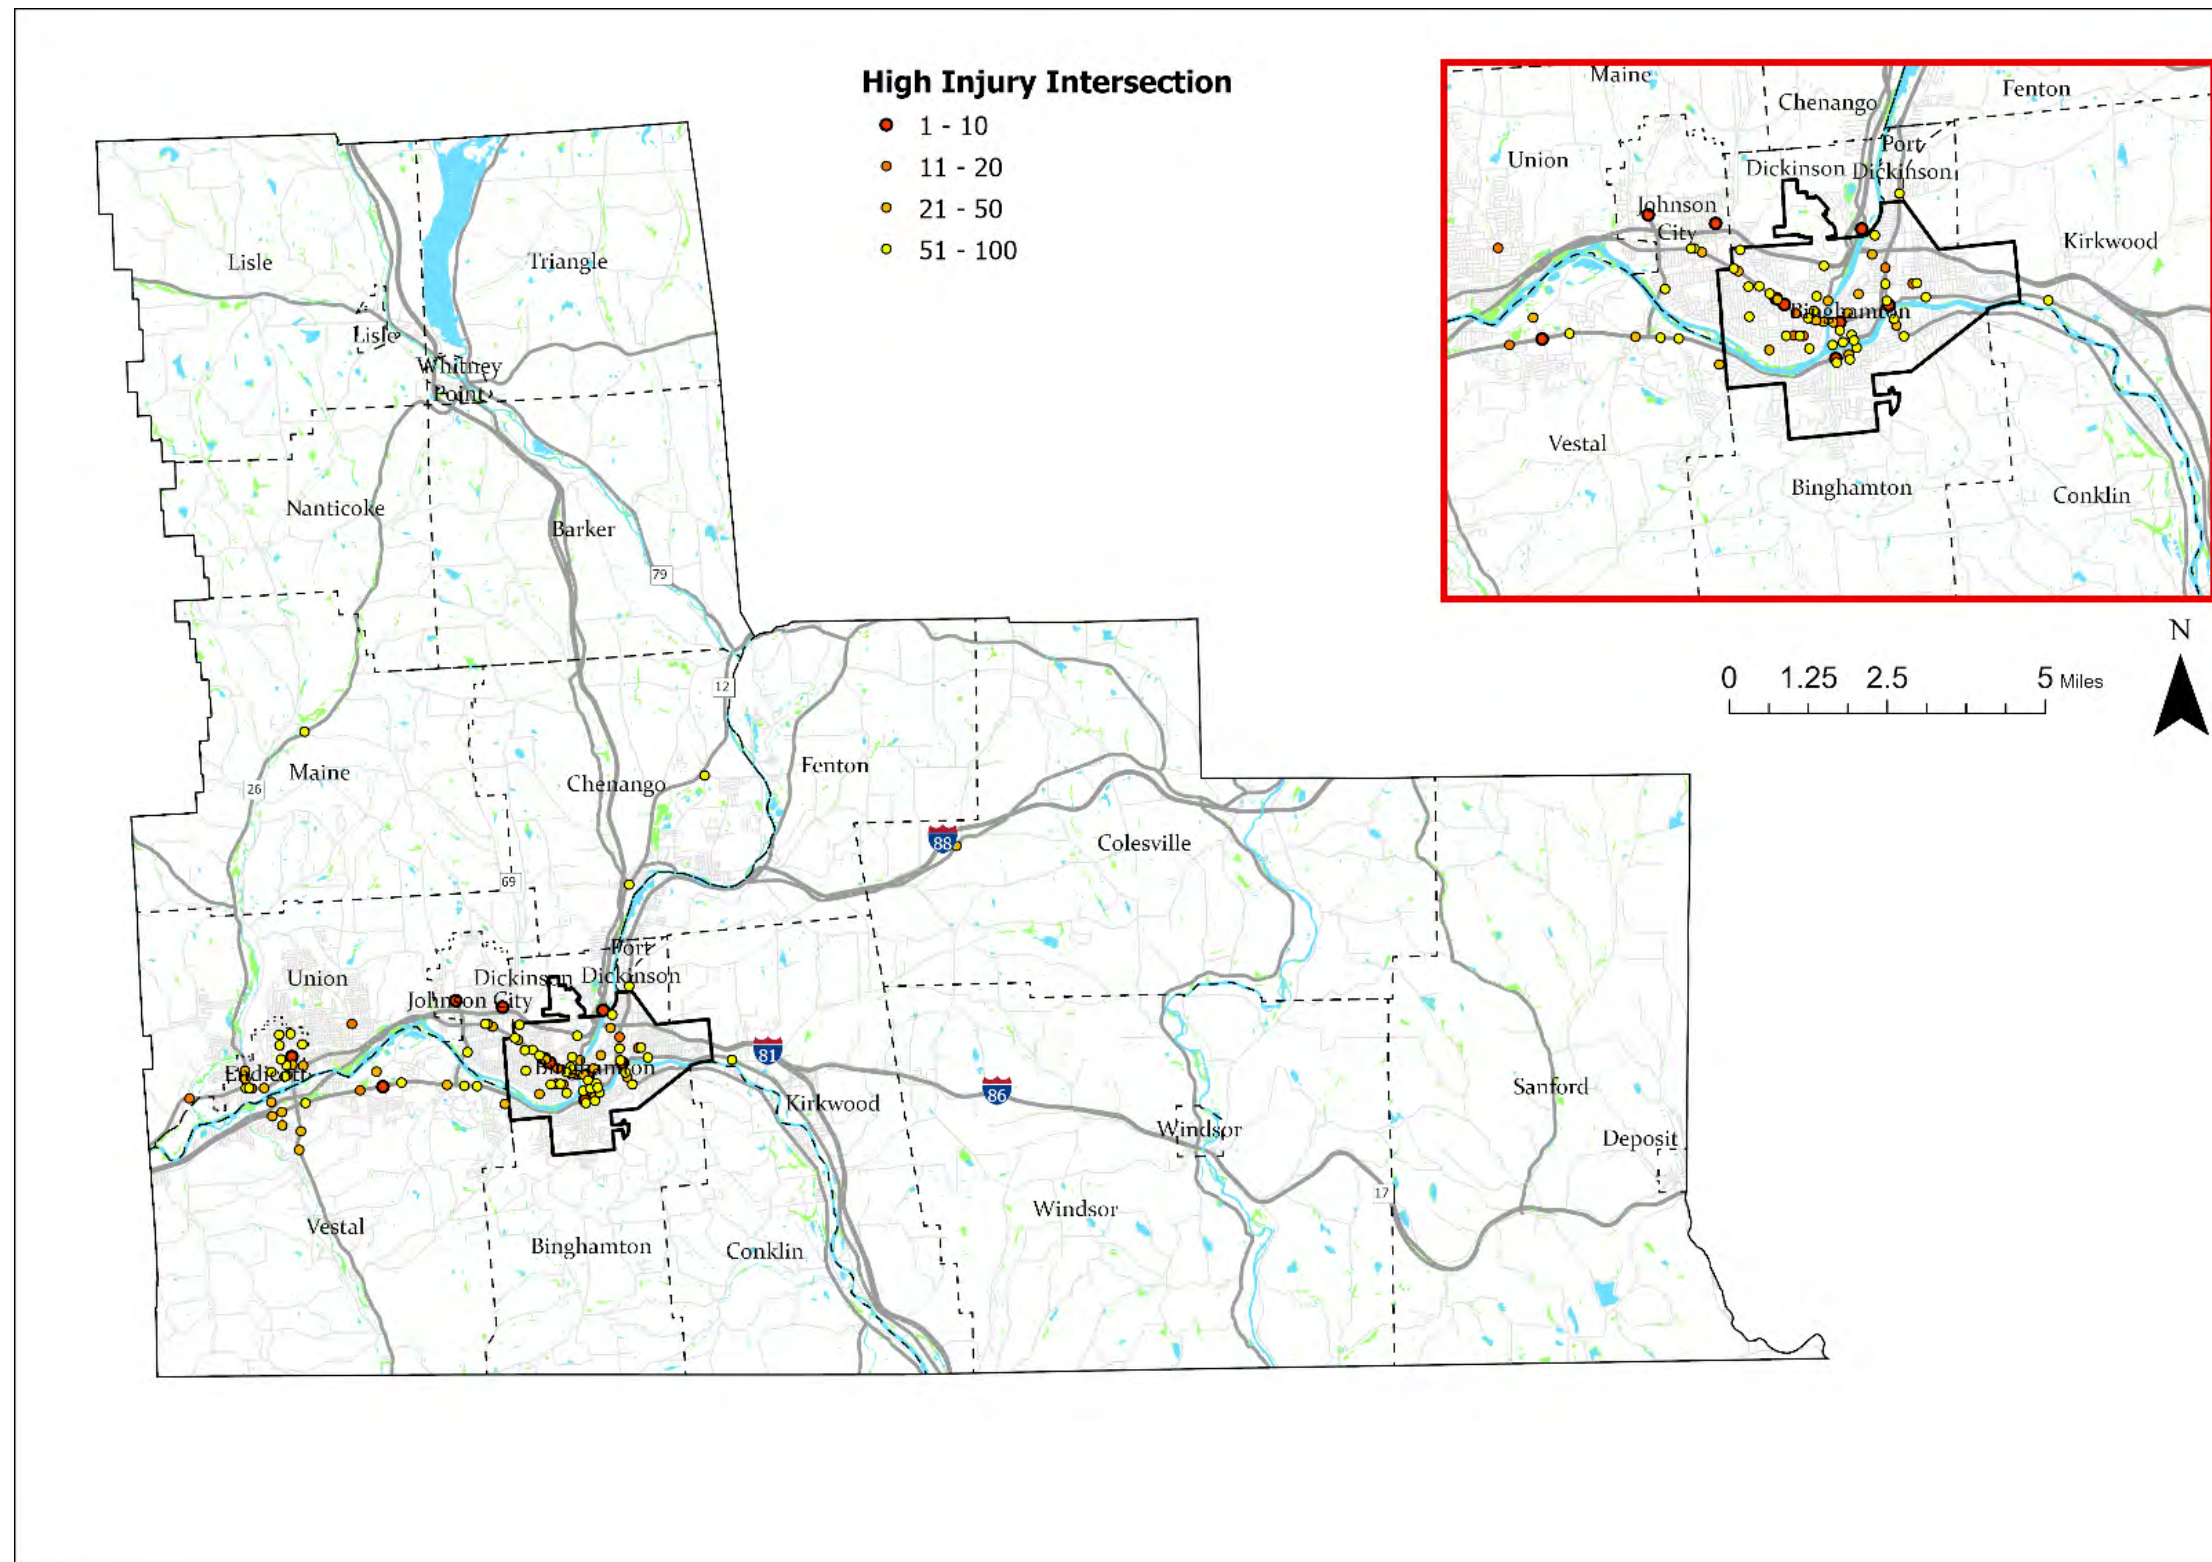 High Injury Intersection
1 - 10
11 - 20
21 - 50
51 - 100
Maine
Chenango
Fenton
Union
Port
Dickinson Dickinson
Johnson
City
Kirkwood
Binghamton
Vestal
Binghamton
Conklin
N
0 1.25 2.5 5 Miles
Lisle
Triangle
Lisle
Whitney
Point
Nanticoke
Barker
79
12
Maine
Chenango
Fenton
26
88
Colesville
69
Port
Union
Dickinson Dickinson
Johnson City
81
Endicott
Binghamton
86
Sanford
Kirkwood
Windsor
Deposit
17
Windsor
Vestal
Binghamton
Conklin